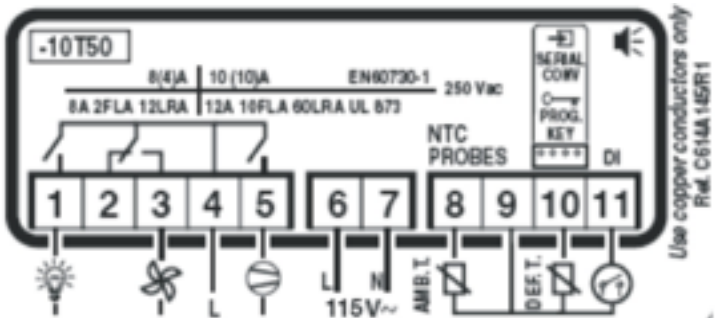 -10T50
8(4)A 10 (10)A EN60730-1
250 Vac
8A 2FLA 12LRA 12A 10FLA 60LRA UL 873
SERIAL
CONV
PROG.
KEY
NTC
PROBES
DI
1 2 3 4 5 6 7 8 9 10 11
L
L N
115V~
AMB. T.
DEF. T.
Use copper conductors only
Ref. C614A145/R1